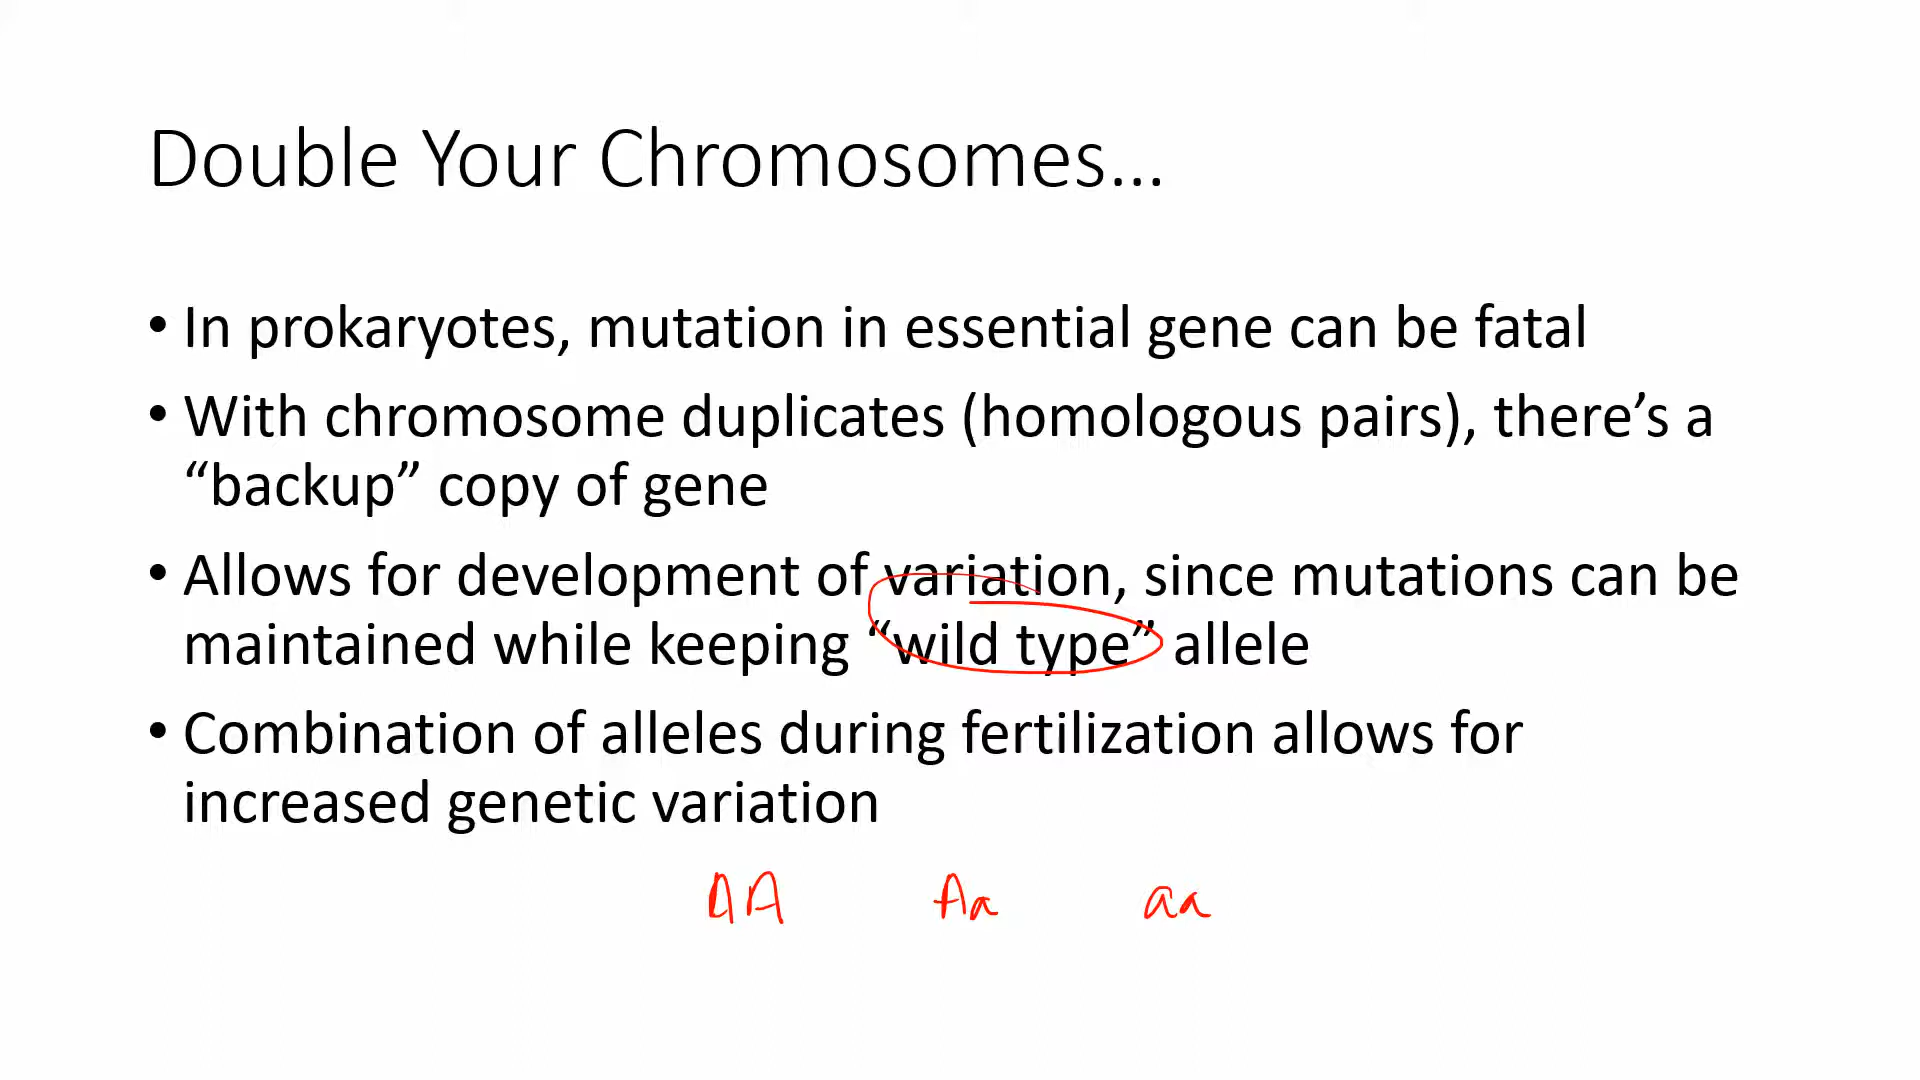 Double Your Chromosomes...
• In prokaryotes, mutation in essential gene can be fatal
• With chromosome duplicates (homologous pairs), there’s a
“backup” copy of gene
• Allows for development of variation, since mutations can be
maintained while keeping “wild type” allele
• Combination of alleles during fertilization allows for
increased genetic variation
AA Aa aa